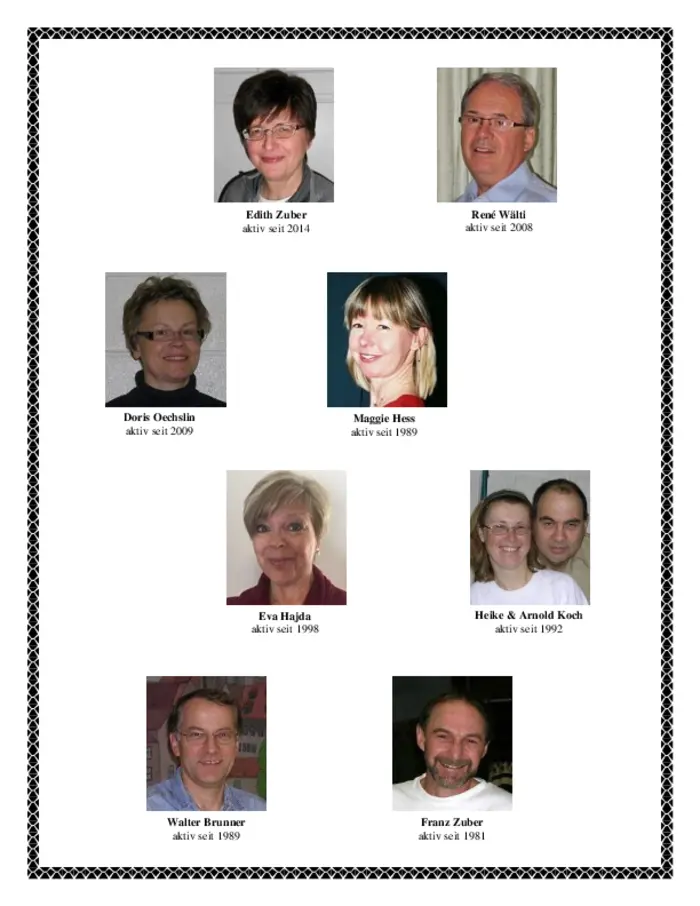 Edith Zuber
aktiv seit 2014
René Wälti
aktiv seit 2008
Doris Oechslin
aktiv seit 2009
Maggie Hess
aktiv seit 1989
Eva Hajda
aktiv seit 1998
Heike & Arnold Koch
aktiv seit 1992
Walter Brunner
aktiv seit 1989
Franz Zuber
aktiv seit 1981